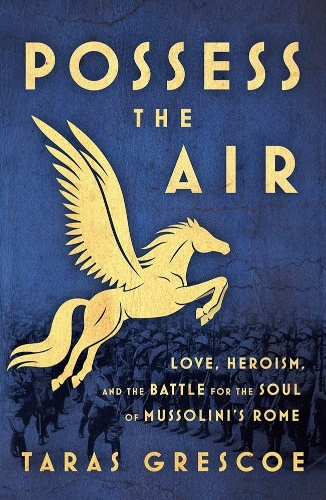 POSSESS
THE
AIR
LOVE, HEROISM,
AND THE BATTLE FOR THE SOUL
OF MUSSOLINI'S ROME
TARAS GRESCOE